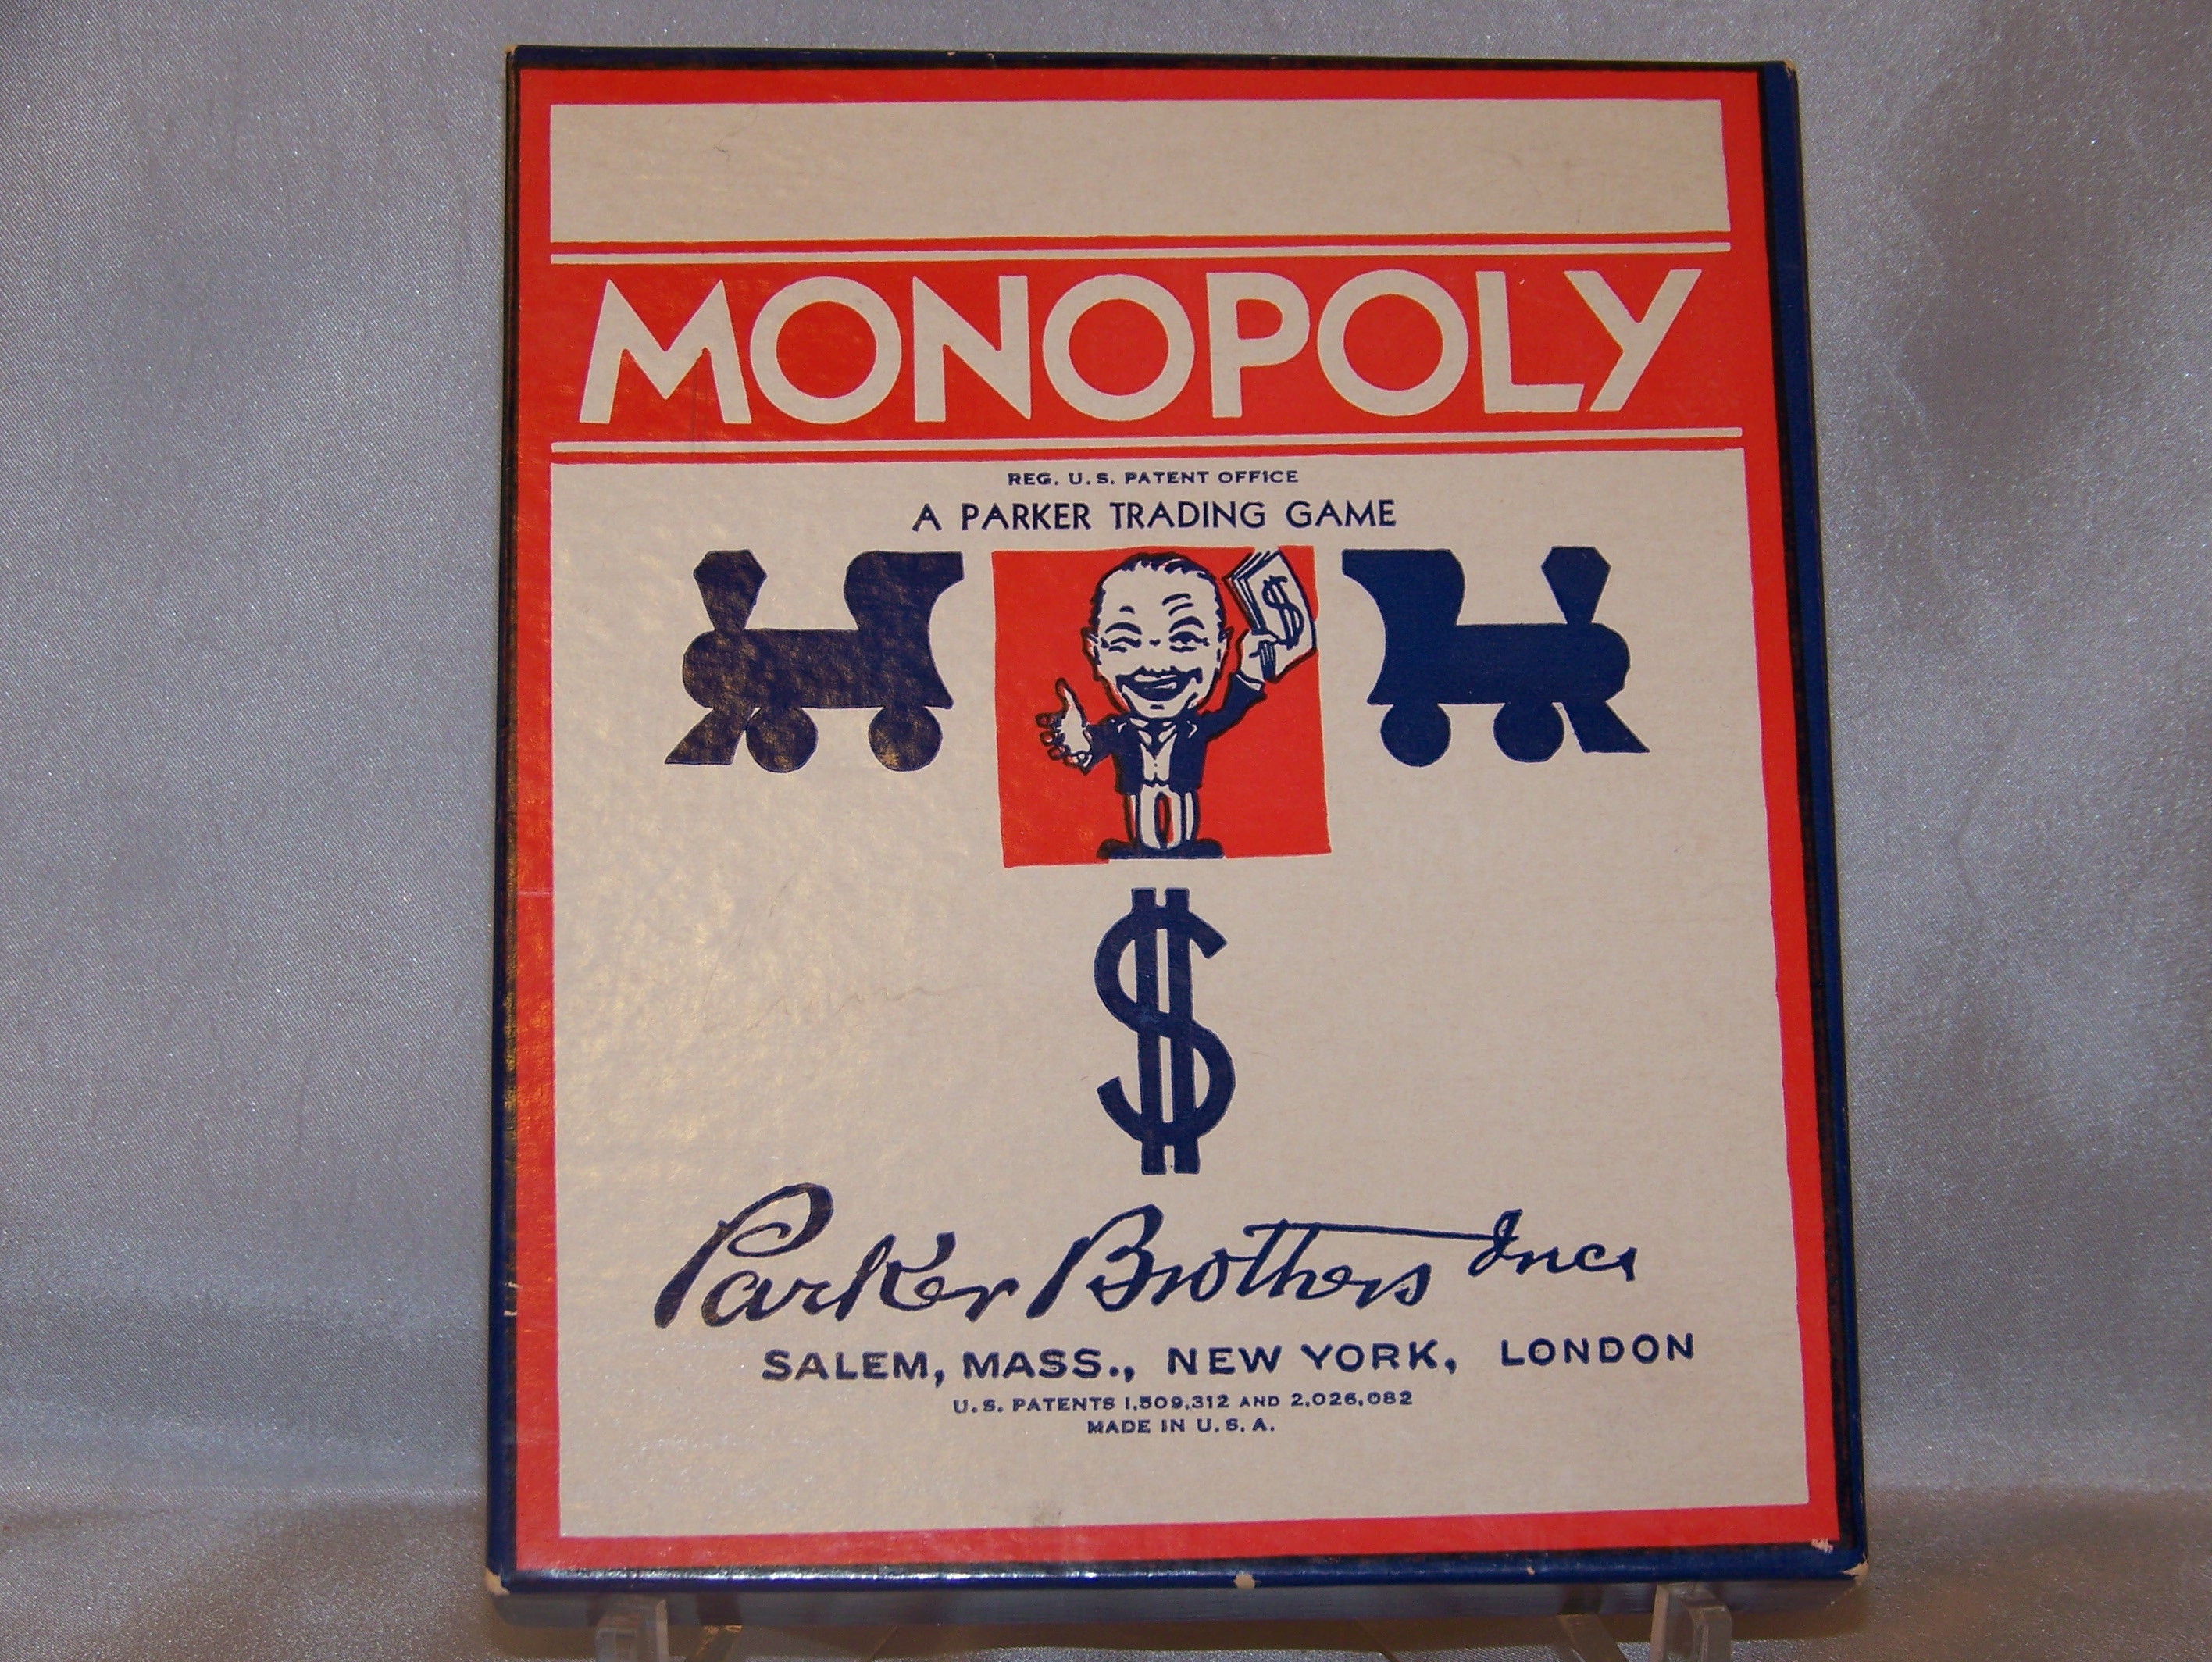 MONOPOLY
REG. U.S. PATENT OFFICE
A PARKER TRADING GAME
$
$
Parker Brothers Inc.
SALEM, MASS., NEW YORK, LONDON
U.S. PATENTS 1,509,312 AND 2,026,082
MADE IN U.S.A.